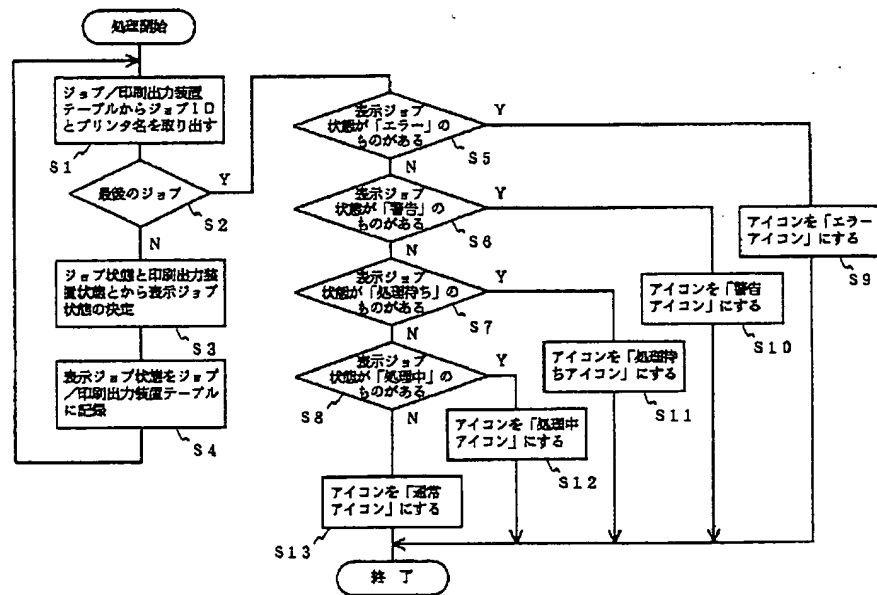 処理開始
ジョブ／印刷出力装置
テーブルからジョブＩＤ
とプリンタ名を取り出す
Ｓ１
最後のジョブ
Ｙ
Ｓ２
Ｎ
ジョブ状態と印刷出力装
置状態とから表示ジョブ
状態の決定
Ｓ３
表示ジョブ状態をジョブ
／印刷出力装置テーブル
に記録
Ｓ４
表示ジョブ
状態が「エラー」の
ものがある
Ｙ
Ｓ５
Ｎ
表示ジョブ
状態が「警告」の
ものがある
Ｙ
Ｓ６
Ｎ
表示ジョブ
状態が「処理待ち」の
ものがある
Ｙ
Ｓ７
Ｎ
表示ジョブ
状態が「処理中」の
ものがある
Ｙ
Ｓ８
Ｎ
アイコンを「エラー
アイコン」にする
Ｓ９
アイコンを「警告
アイコン」にする
Ｓ１０
アイコンを「処理待
ちアイコン」にする
Ｓ１１
アイコンを「処理中
アイコン」にする
Ｓ１２
アイコンを「通常
アイコン」にする
Ｓ１３
終 了